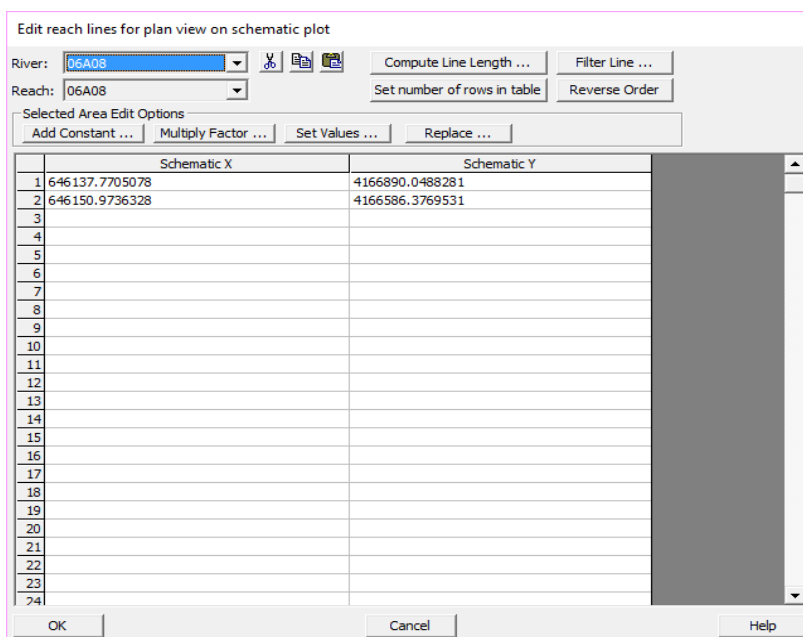 Edit reach lines for plan view on schematic plot
River: 06A08 Compute Line Length ... Filter Line ...
Reach: 06A08 Set number of rows in table Reverse Order
Selected Area Edit Options
Add Constant ... Multiply Factor ... Set Values ... Replace ...
Schematic X Schematic Y
1 646137.7705078 4166890.0488281
2 646150.9736328 4166586.3769531
3
4
5
6
7
8
9
10
11
12
13
14
15
16
17
18
19
20
21
22
23
24
OK Cancel Help